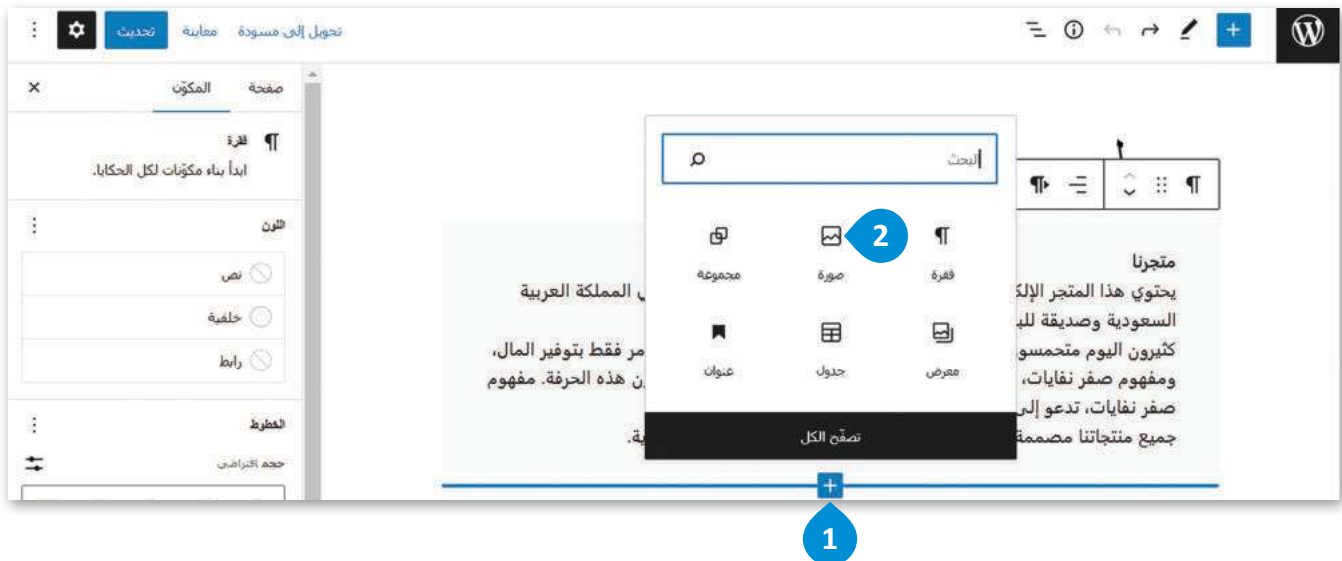 تحويل إلى مسودة
معاينة
تحديث
صفحة
المكوّن
فقرة
ابدأ بناء مكوّنات لكل الحكايا.
اللون
نص
خلفية
رابط
الخطوط
حجم افتراضي
البحث
فقرة
صورة
مجموعة
2
معرض
جدول
عنوان
تصفّح الكل
متجرنا
يحتوي هذا المتجر الإلك ي المملكة العربية
السعودية وصديقة للب
كثيرون اليوم متحمسو مر فقط بتوفير المال،
ومفهوم صفر نفايات، ن هذه الحرفة. مفهوم
صفر نفايات، تدعو إلى
جميع منتجاتنا مصممة ية.
1